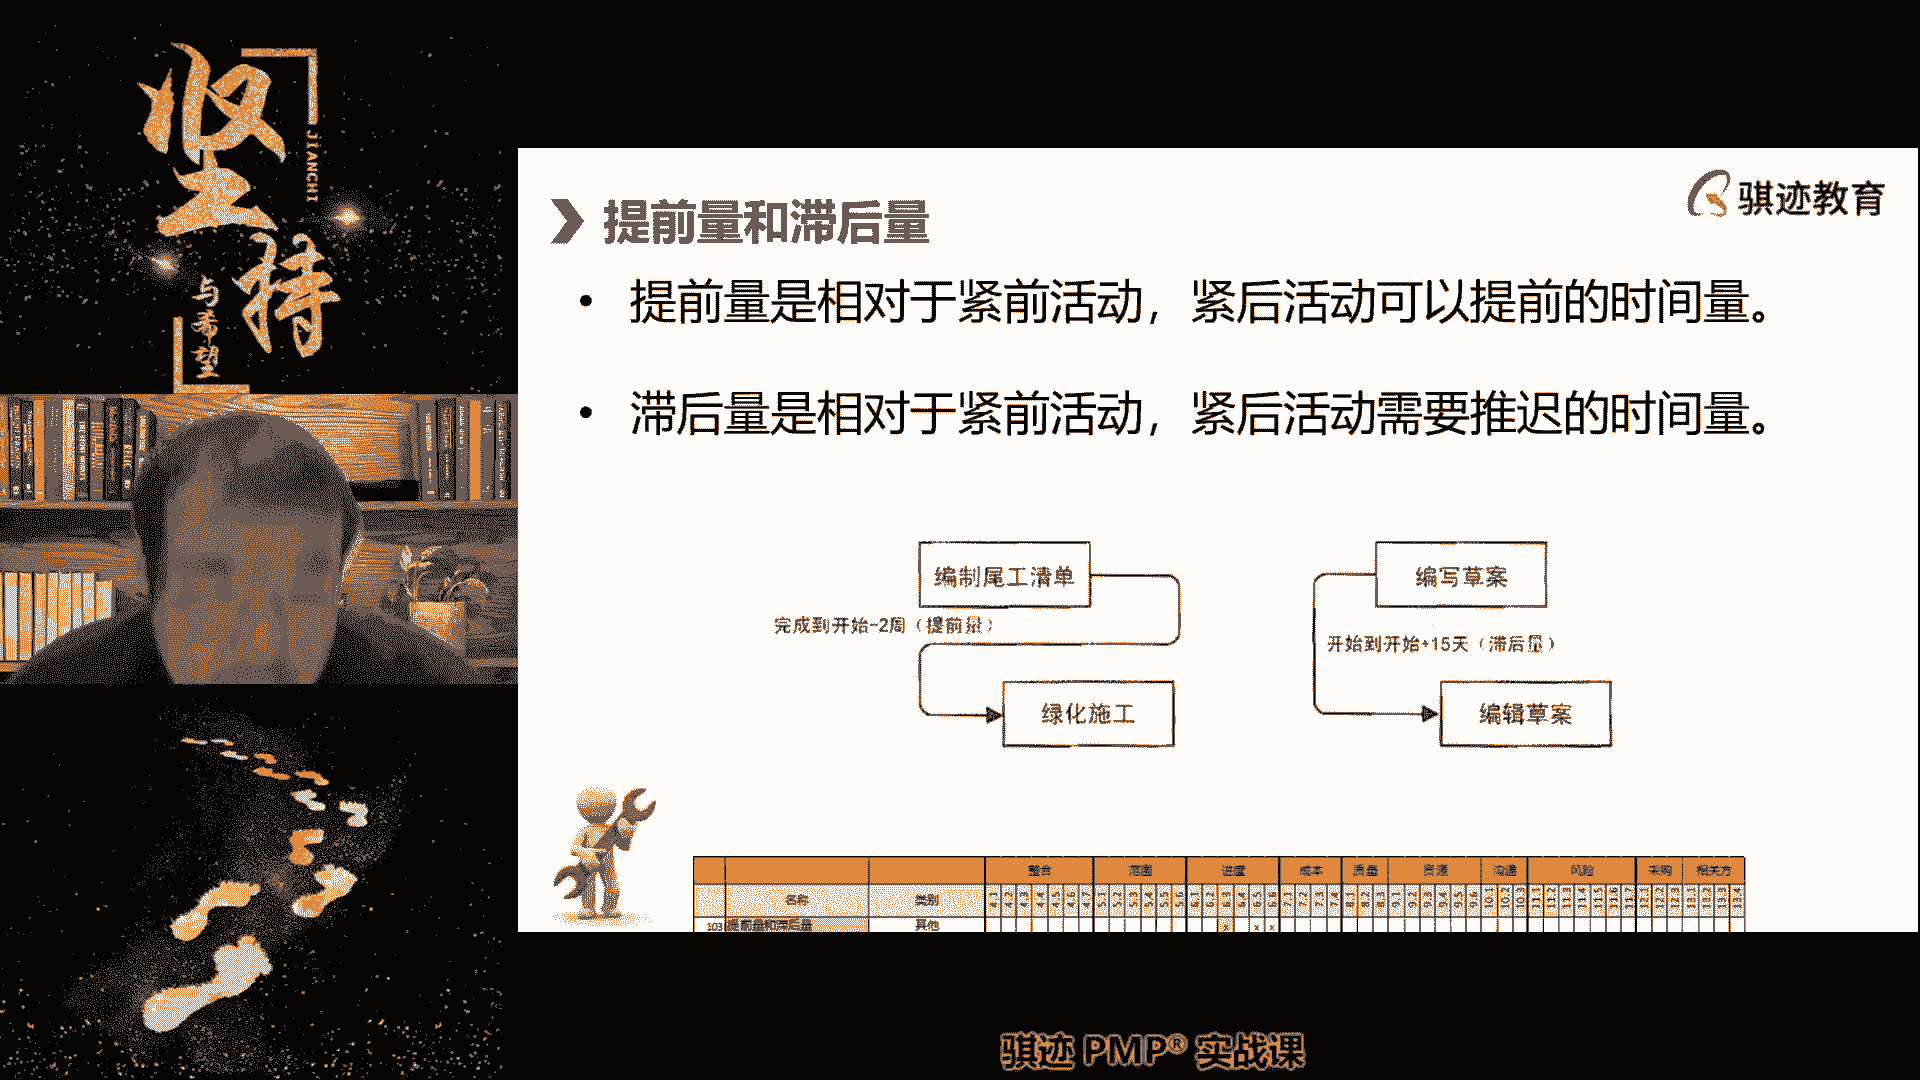 坚持
JIANCHI
与希望
骐迹教育
提前量和滞后量
• 提前量是相对于紧前活动，紧后活动可以提前的时间量。
• 滞后量是相对于紧前活动，紧后活动需要推迟的时间量。
编制尾工清单
完成到开始-2周（提前量）
绿化施工
编写草案
开始到开始+15天（滞后量）
编辑草案
整合 范围 进度 成本 质量 资源 沟通 风险 采购 相关方
名称 类别
103 提前量和滞后量 其他 x x x
骐迹 PMP® 实战课